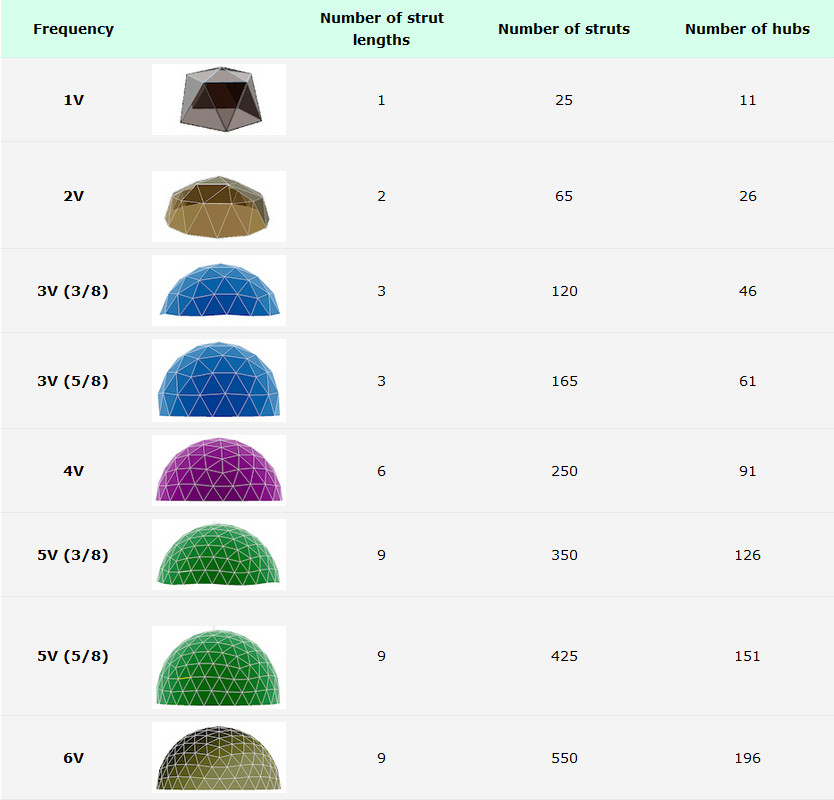 Frequency Number of strut lengths Number of struts Number of hubs
1V 1 25 11
2V 2 65 26
3V (3/8) 3 120 46
3V (5/8) 3 165 61
4V 6 250 91
5V (3/8) 9 350 126
5V (5/8) 9 425 151
6V 9 550 196